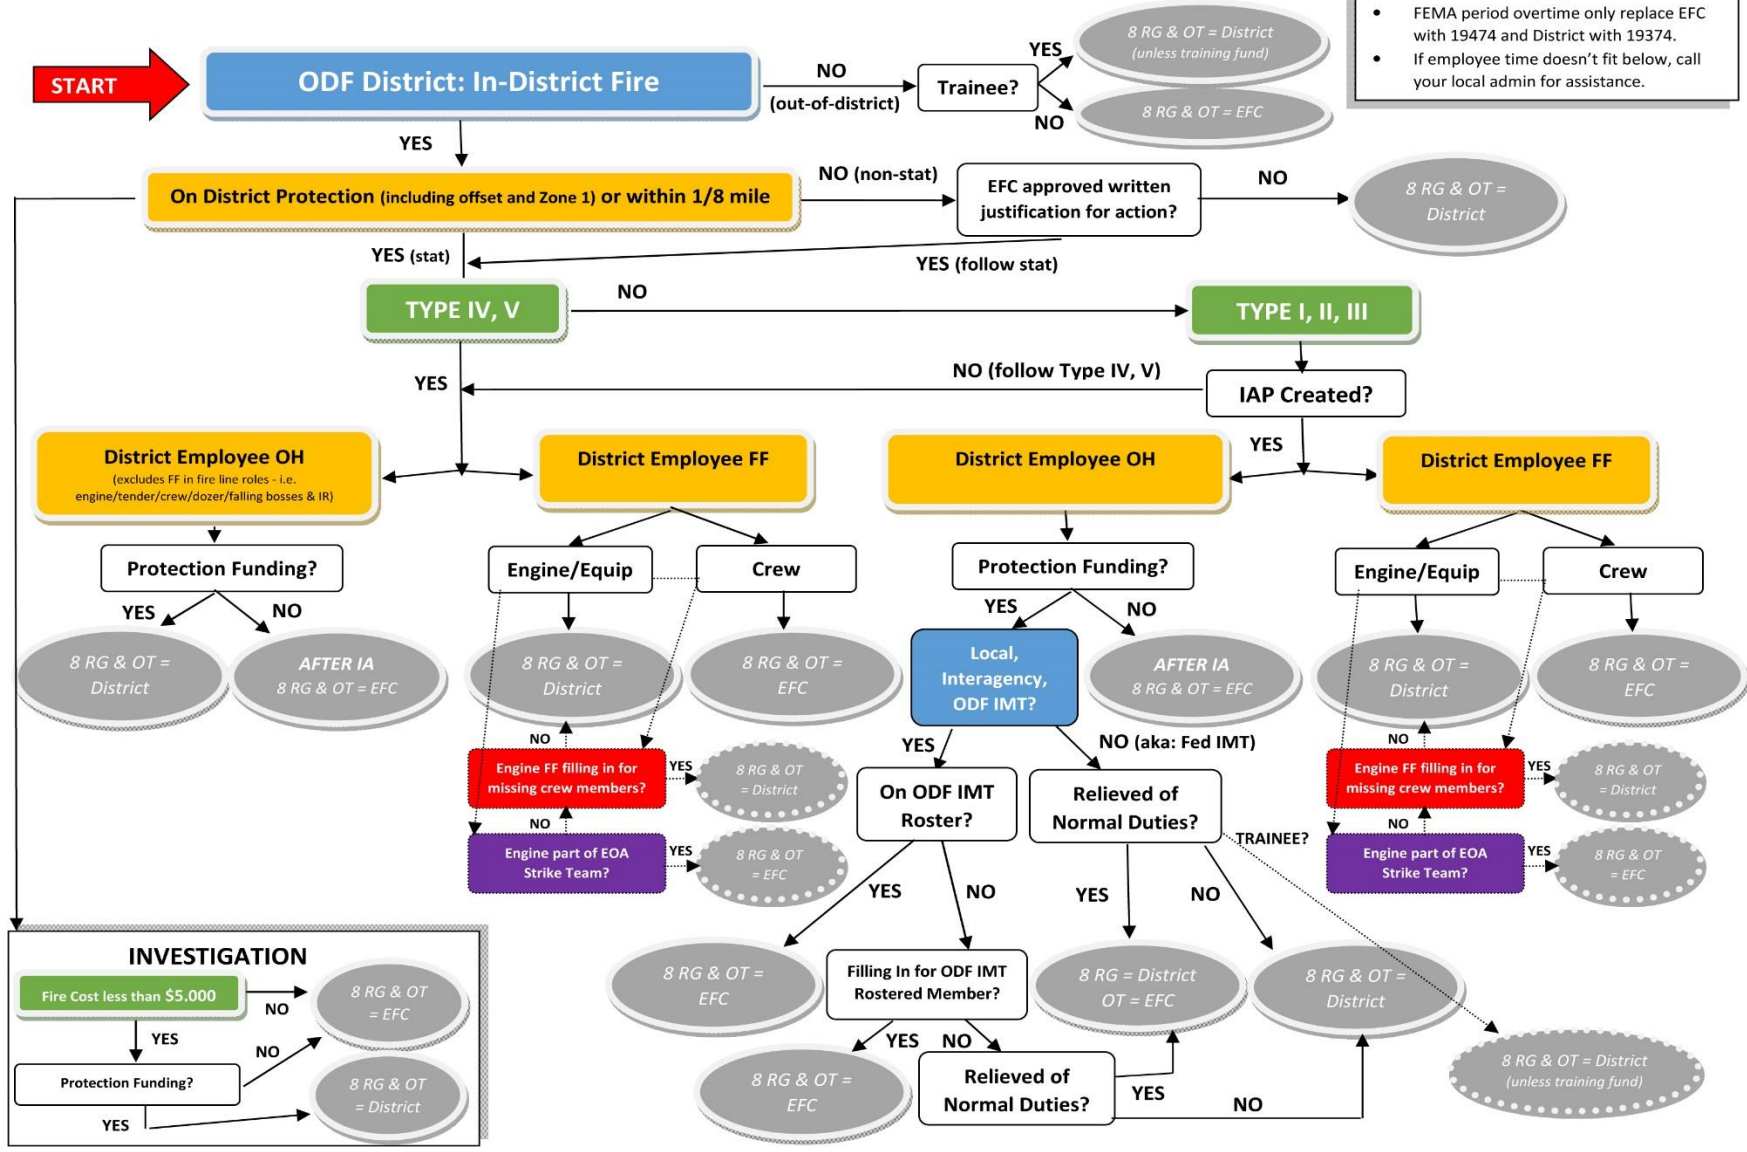 • FEMA period overtime only replace EFC
with 19474 and District with 19374.
• If employee time doesn't fit below, call
your local admin for assistance.
START
ODF District: In-District Fire
NO
(out-of-district)
Trainee?
YES
8 RG & OT = District
(unless training fund)
NO
8 RG & OT = EFC
YES
On District Protection (including offset and Zone 1) or within 1/8 mile
NO (non-stat)
EFC approved written
justification for action?
NO
8 RG & OT =
District
YES (stat)
YES (follow stat)
TYPE IV, V
NO
TYPE I, II, III
YES
NO (follow Type IV, V)
IAP Created?
YES
District Employee OH
(excludes FF in fire line roles - i.e.
engine/tender/crew/dozer/falling bosses & IR)
District Employee FF
District Employee OH
District Employee FF
Protection Funding?
YES
NO
8 RG & OT =
District
AFTER IA
8 RG & OT = EFC
Engine/Equip
Crew
8 RG & OT =
District
8 RG & OT =
EFC
NO
Engine FF filling in for
missing crew members?
YES
8 RG & OT
= District
NO
Engine part of EOA
Strike Team?
YES
8 RG & OT
= EFC
Protection Funding?
YES
NO
Local,
Interagency,
ODF IMT?
AFTER IA
8 RG & OT = EFC
YES
NO (aka: Fed IMT)
On ODF IMT
Roster?
Relieved of
Normal Duties?
TRAINEE?
YES
NO
YES
NO
8 RG & OT =
EFC
Filling In for ODF IMT
Rostered Member?
8 RG = District
OT = EFC
8 RG & OT =
District
YES
NO
8 RG & OT =
EFC
Relieved of
Normal Duties?
YES
NO
8 RG & OT = District
(unless training fund)
Engine/Equip
Crew
8 RG & OT =
District
8 RG & OT =
EFC
NO
Engine FF filling in for
missing crew members?
YES
8 RG & OT
= District
NO
Engine part of EOA
Strike Team?
YES
8 RG & OT
= EFC
INVESTIGATION
Fire Cost less than $5,000
NO
8 RG & OT
= EFC
YES
NO
Protection Funding?
8 RG & OT
= District
YES